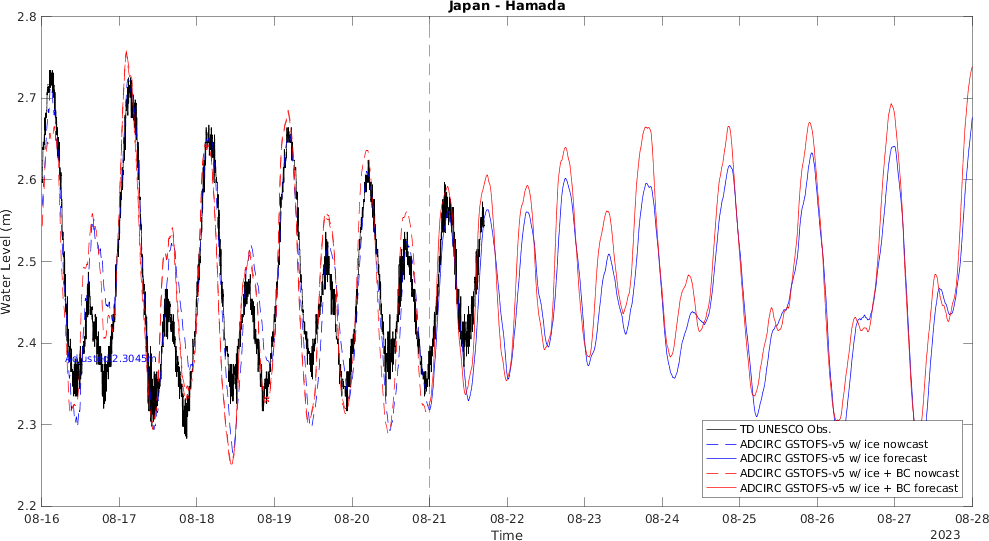 Japan - Hamada
2.8
2.7
2.6
2.5
2.4
2.3
2.2
Water Level (m)
Adjusted 2.3045m
TD UNESCO Obs.
ADCIRC GSTOFS-v5 w/ ice nowcast
ADCIRC GSTOFS-v5 w/ ice forecast
ADCIRC GSTOFS-v5 w/ ice + BC nowcast
ADCIRC GSTOFS-v5 w/ ice + BC forecast
08-16 08-17 08-18 08-19 08-20 08-21 08-22 08-23 08-24 08-25 08-26 08-27 08-28
Time
2023